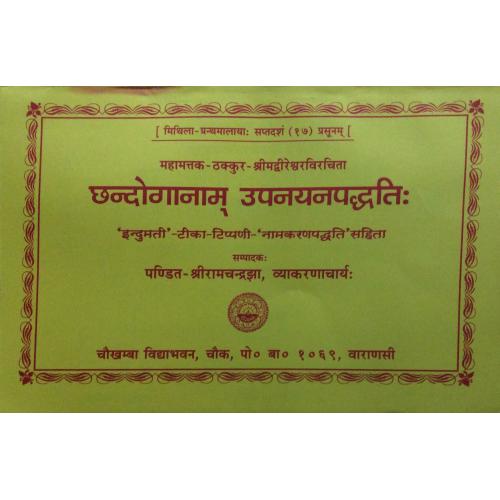 [ मिथिला-ग्रन्थमालायाः सप्तदशं (१७) प्रसूनम् ]
महामत्तक-ठक्कुर-श्रीमद्वीरेश्वरविरचिता
छन्दोगानाम् उपनयनपद्धतिः
'इन्दुमती'-टीका-टिप्पणी-'नामकरणपद्धति' सहिता
सम्पादकः
पण्डित-श्रीरामचन्द्रझा, व्याकरणाचार्यः
चौखम्बा विद्याभवन, चौक, पो० बा० १०६९, वाराणसी